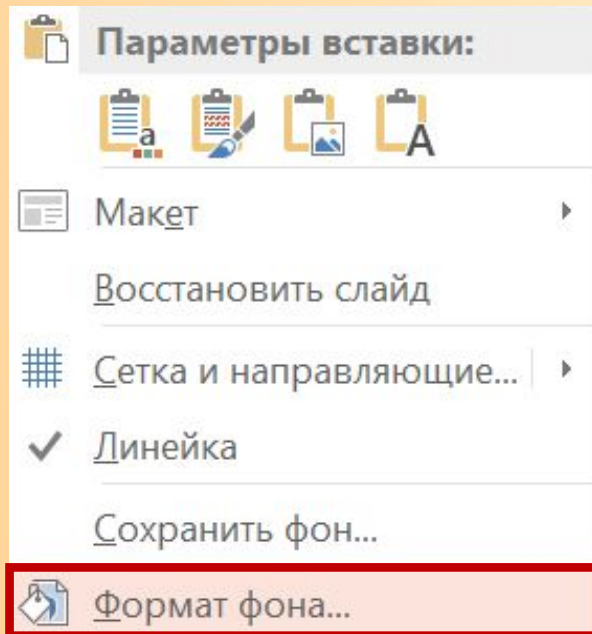 Параметры вставки:
Макет
Восстановить слайд
Сетка и направляющие...
Линейка
Сохранить фон...
Формат фона...